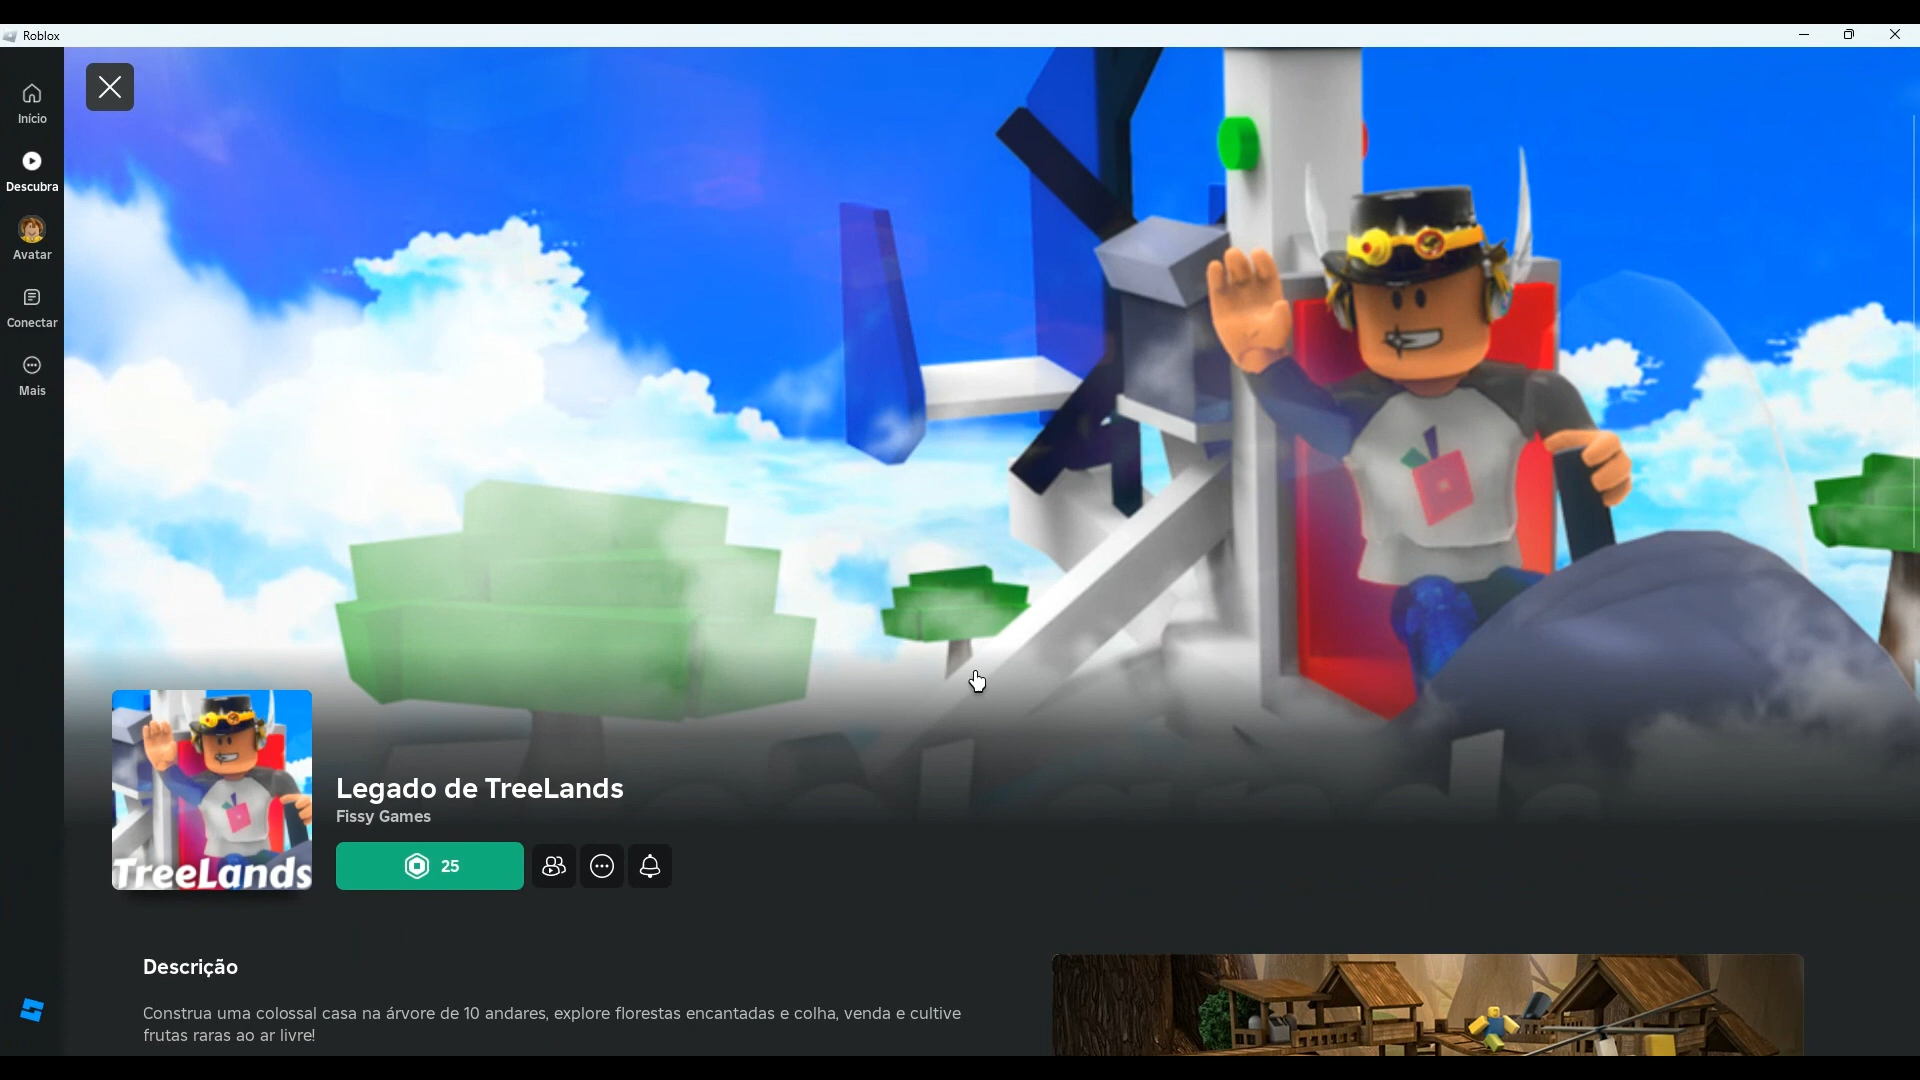 Roblox
Início
Descubra
Avatar
Conectar
Mais
TreeLands
Legado de TreeLands
Fissy Games
25
Descrição
Construa uma colossal casa na árvore de 10 andares, explore florestas encantadas e colha, venda e cultive
frutas raras ao ar livre!